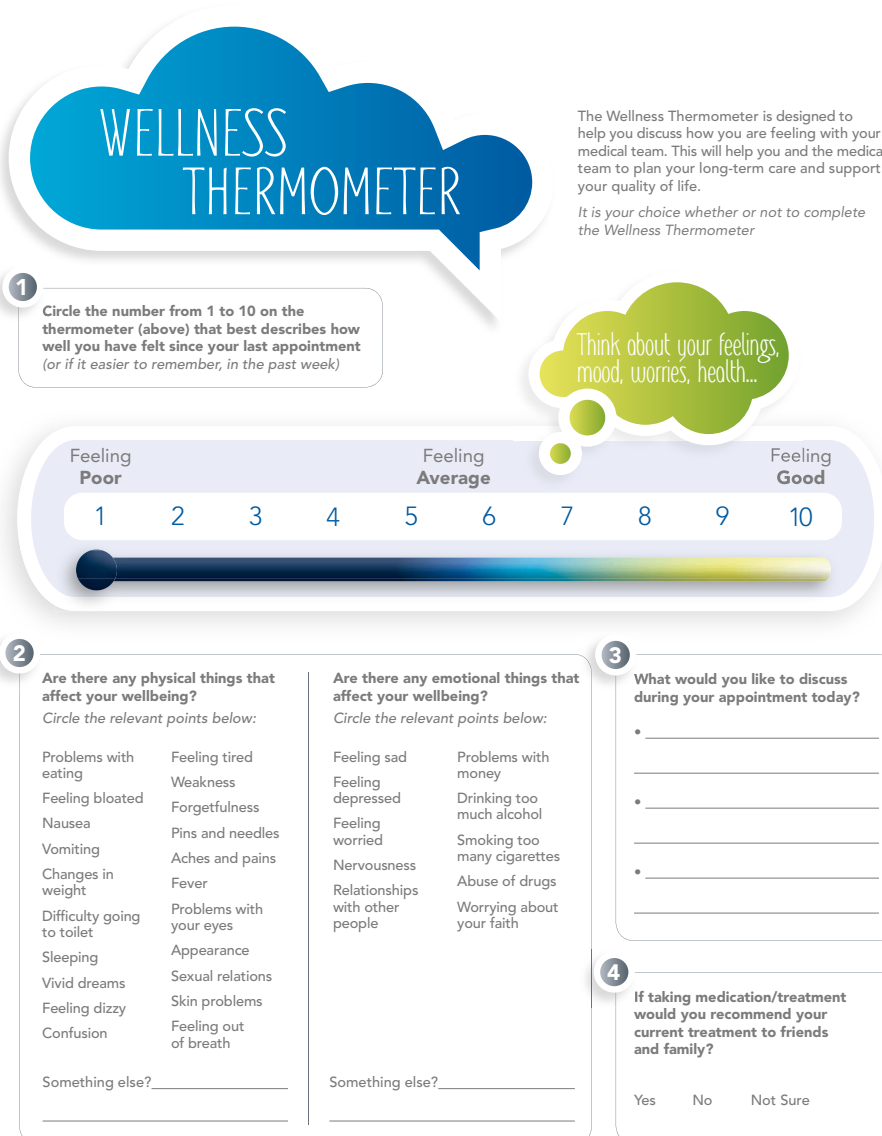 WELLNESS
THERMOMETER
The Wellness Thermometer is designed to
help you discuss how you are feeling with your
medical team. This will help you and the medica
team to plan your long-term care and support
your quality of life.
It is your choice whether or not to complete
the Wellness Thermometer
1
Circle the number from 1 to 10 on the
thermometer (above) that best describes how
well you have felt since your last appointment
(or if it easier to remember, in the past week)
Think about your feelings,
mood, worries, health...
Feeling
Poor
Feeling
Average
Feeling
Good
1 2 3 4 5 6 7 8 9 10
2
Are there any physical things that
affect your wellbeing?
Circle the relevant points below:
Problems with
eating
Feeling bloated
Nausea
Vomiting
Changes in
weight
Difficulty going
to toilet
Sleeping
Vivid dreams
Feeling dizzy
Confusion
Feeling tired
Weakness
Forgetfulness
Pins and needles
Aches and pains
Fever
Problems with
your eyes
Appearance
Sexual relations
Skin problems
Feeling out
of breath
Something else?
Are there any emotional things that
affect your wellbeing?
Circle the relevant points below:
Feeling sad
Feeling
depressed
Feeling
worried
Nervousness
Relationships
with other
people
Problems with
money
Drinking too
much alcohol
Smoking too
many cigarettes
Abuse of drugs
Worrying about
your faith
Something else?
3
What would you like to discuss
during your appointment today?
•
•
•
4
If taking medication/treatment
would you recommend your
current treatment to friends
and family?
Yes No Not Sure